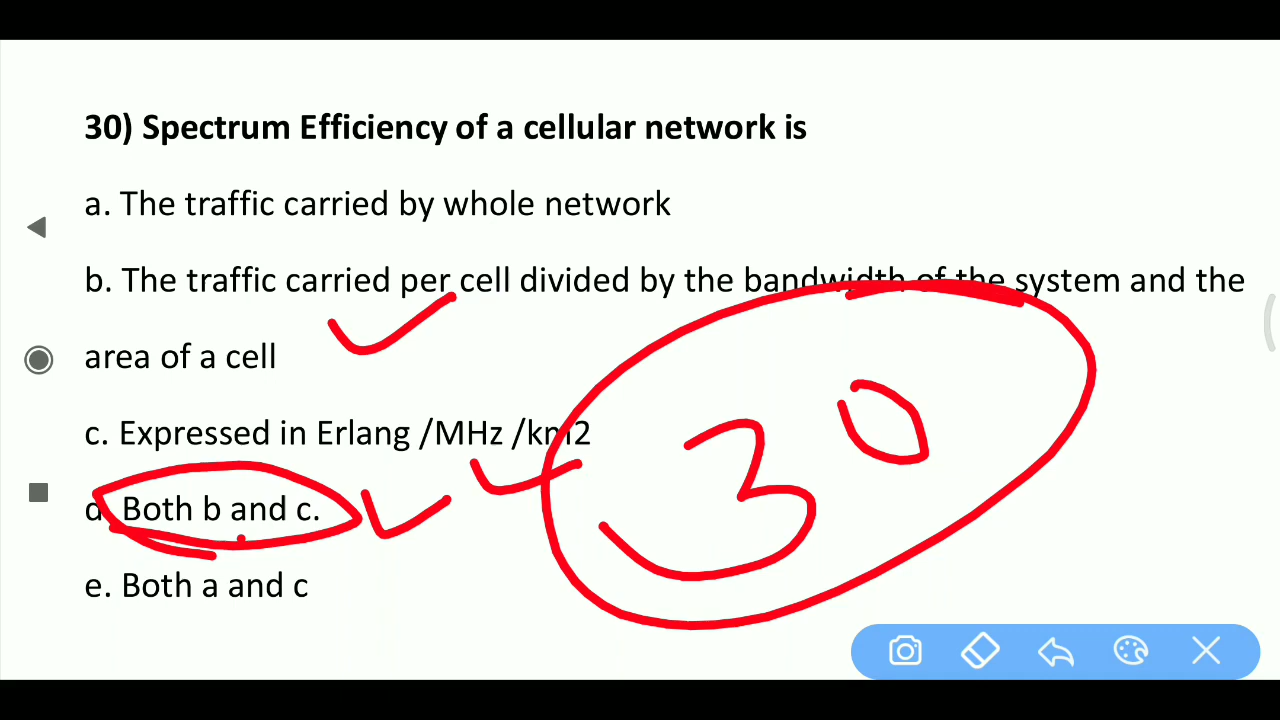 30) Spectrum Efficiency of a cellular network is
a. The traffic carried by whole network
b. The traffic carried per cell divided by the bandwidth of the system and the
area of a cell
30
c. Expressed in Erlang /MHz /km2
d. Both b and c.
e. Both a and c